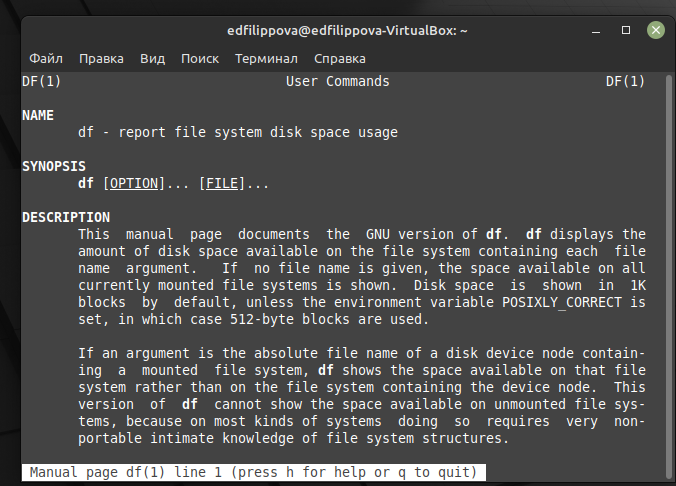 edfilippova@edfilippova-VirtualBox: ~
Файл Правка Вид Поиск Терминал Справка
DF(1) User Commands DF(1)
NAME
df - report file system disk space usage
SYNOPSIS
df [OPTION]... [FILE]...
DESCRIPTION
This manual page documents the GNU version of df. df displays the
amount of disk space available on the file system containing each file
name argument. If no file name is given, the space available on all
currently mounted file systems is shown. Disk space is shown in 1K
blocks by default, unless the environment variable POSIXLY_CORRECT is
set, in which case 512-byte blocks are used.
If an argument is the absolute file name of a disk device node contain-
ing a mounted file system, df shows the space available on that file
system rather than on the file system containing the device node. This
version of df cannot show the space available on unmounted file sys-
tems, because on most kinds of systems doing so requires very non-
portable intimate knowledge of file system structures.
Manual page df(1) line 1 (press h for help or q to quit)